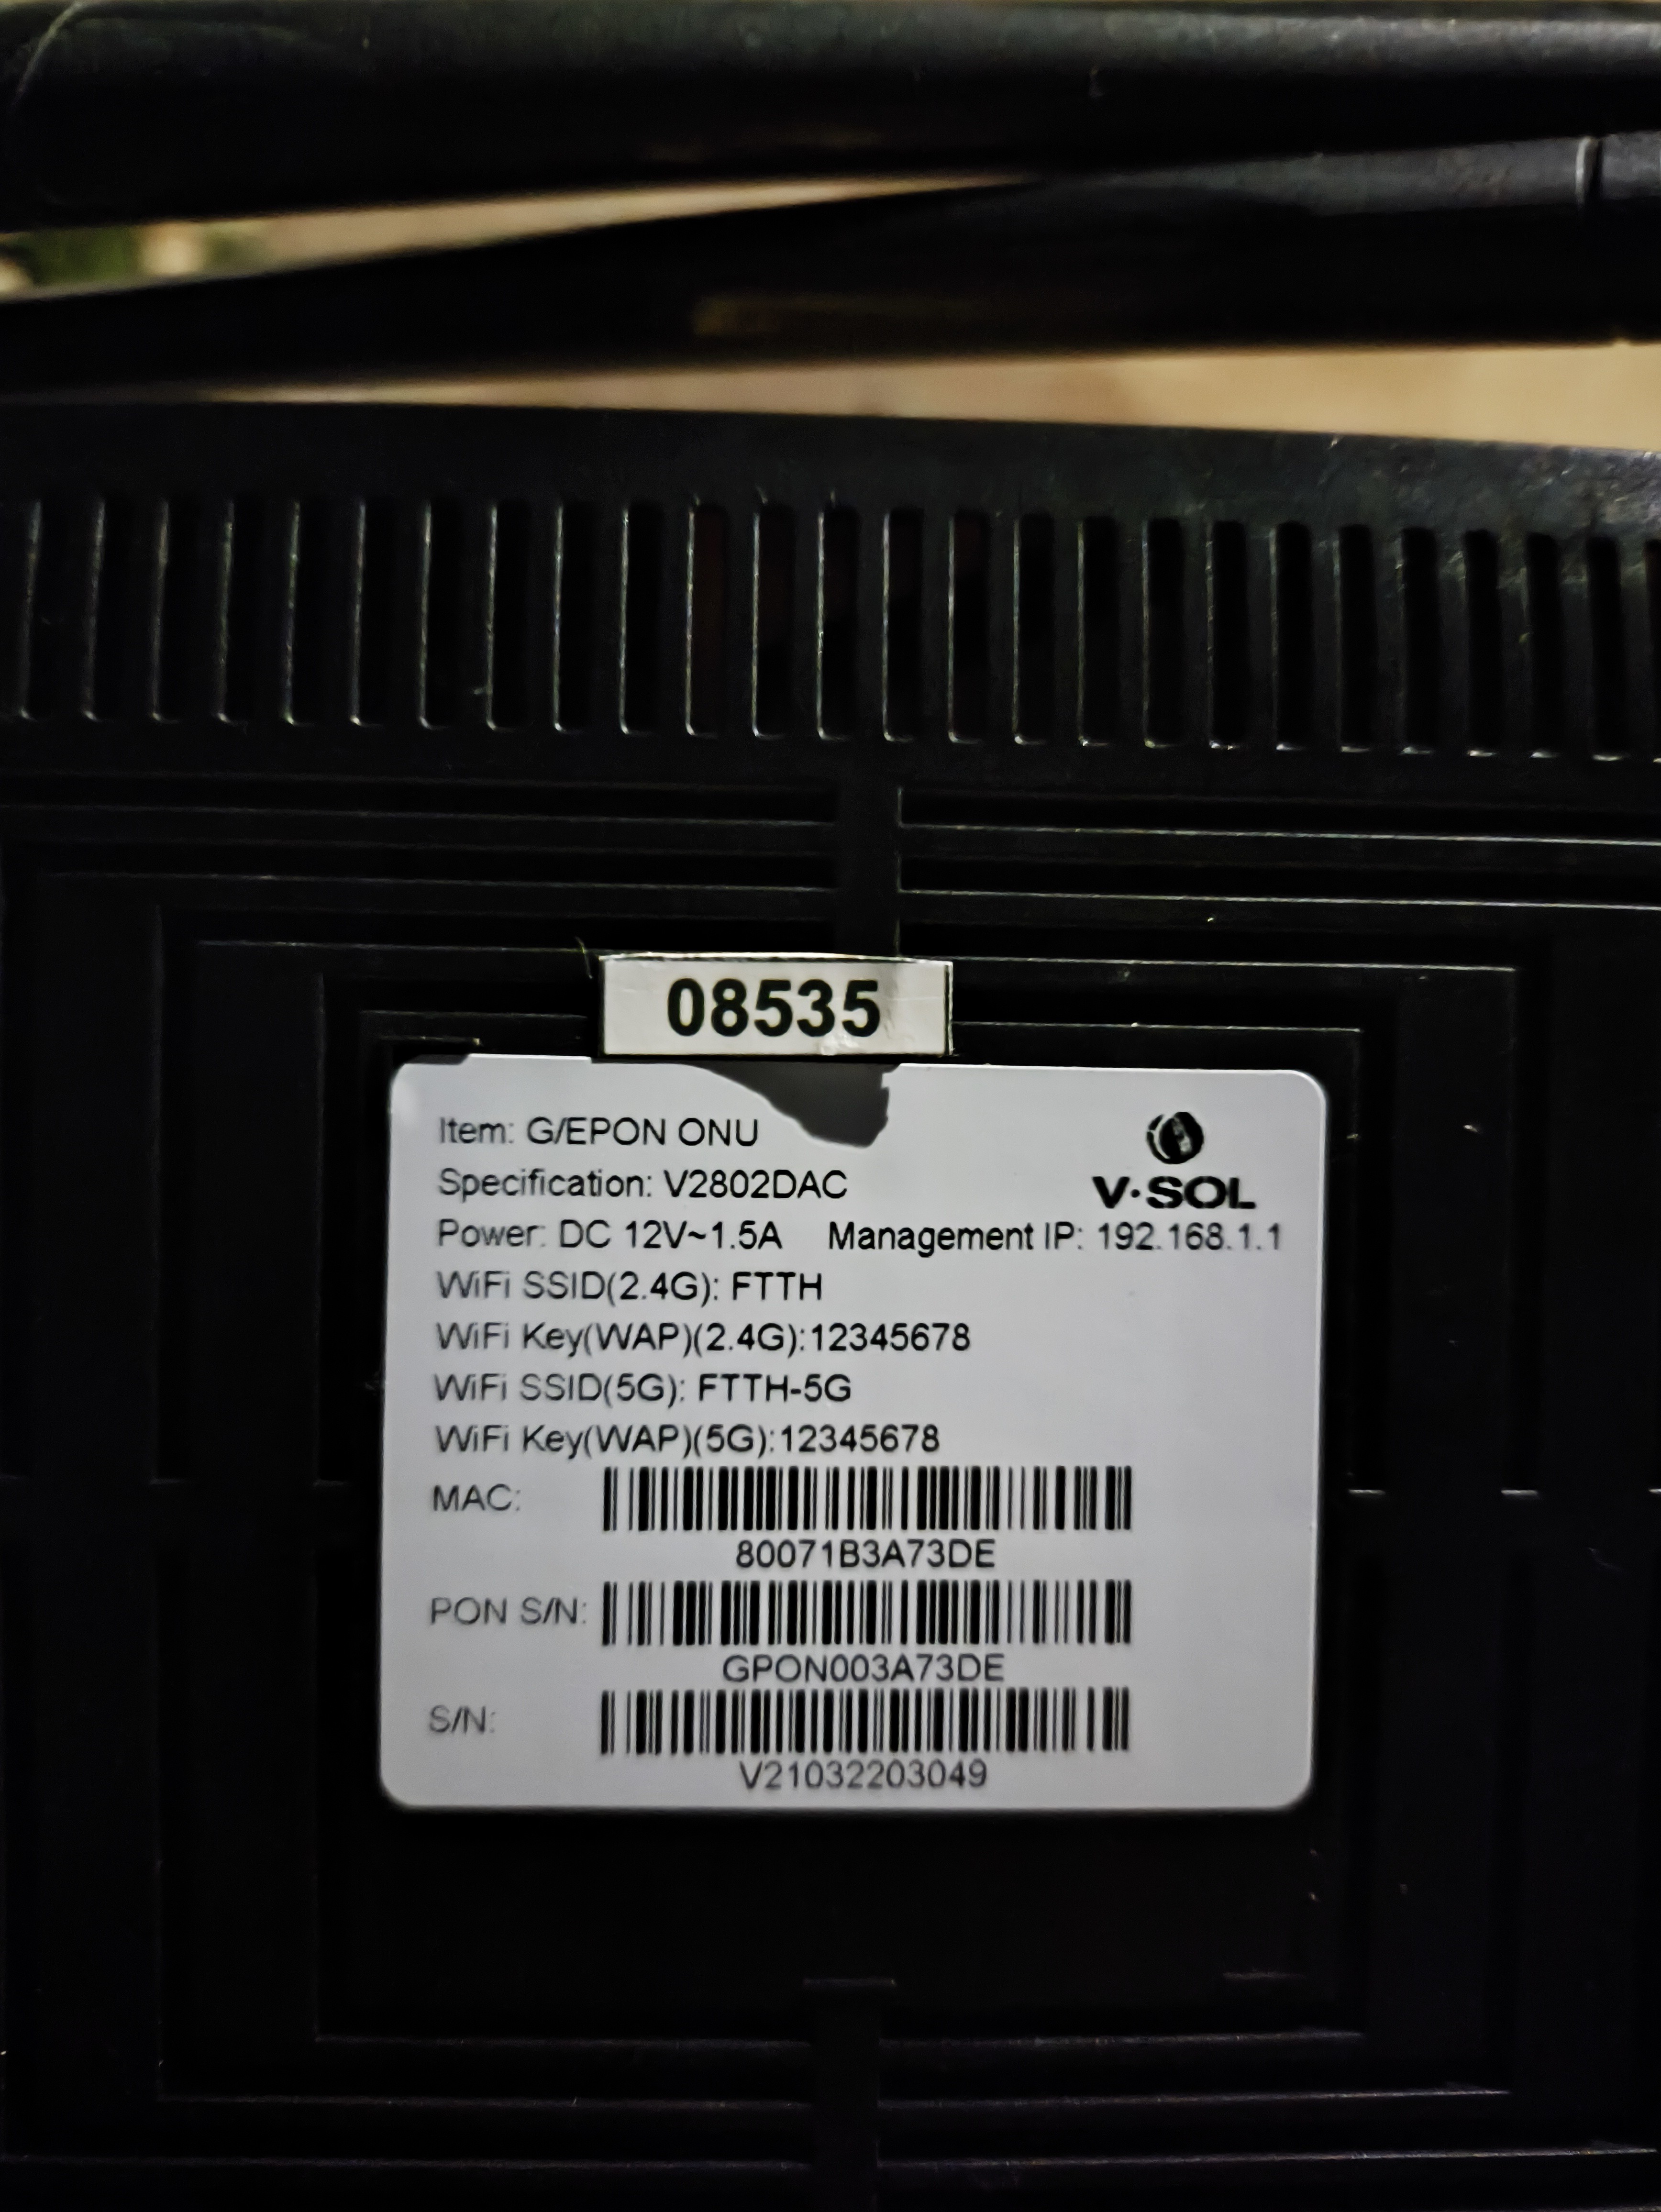 08535
Item: G/EPON ONU
V·SOL
Specification: V2802DAC
Power: DC 12V~1.5A Management IP: 192.168.1.1
WiFi SSID(2.4G): FTTH
WiFi Key(WAP)(2.4G):12345678
WiFi SSID(5G): FTTH-5G
WiFi Key(WAP)(5G):12345678
MAC:
80071B3A73DE
PON S/N:
GPON003A73DE
S/N:
V21032203049